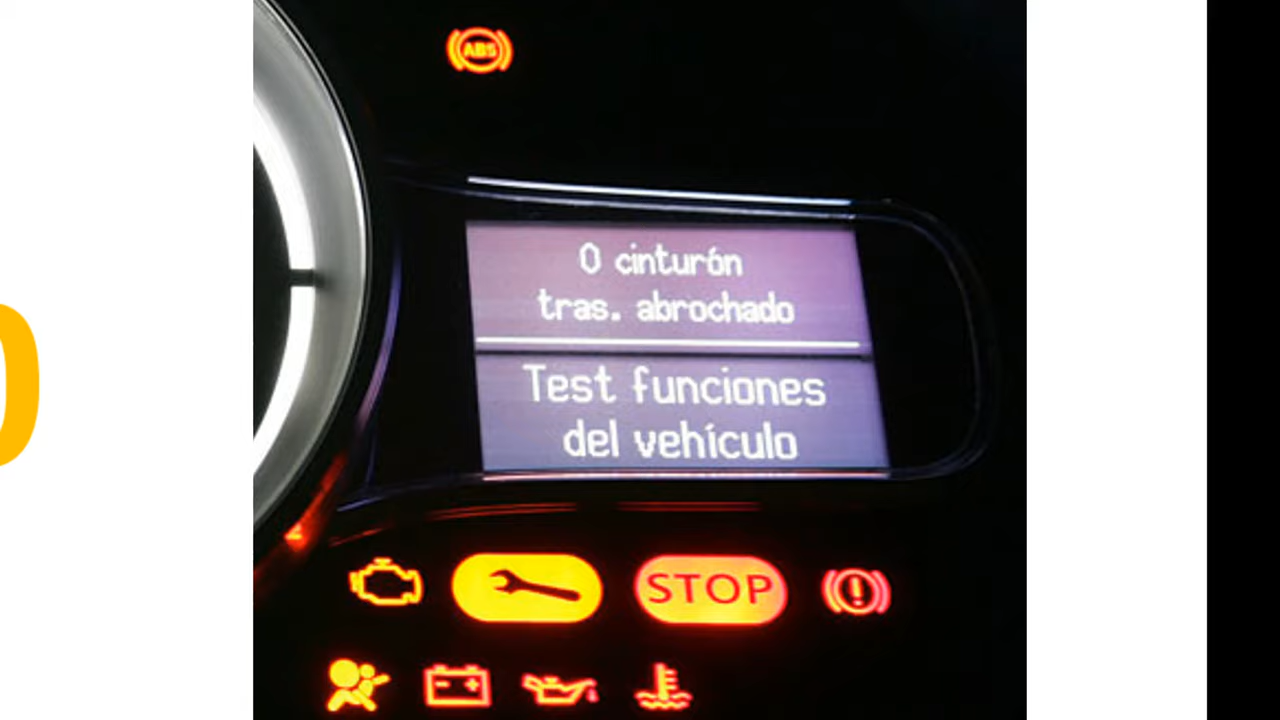 ABS
0 cinturón
tras. abrochado
Test funciones
del vehículo
STOP